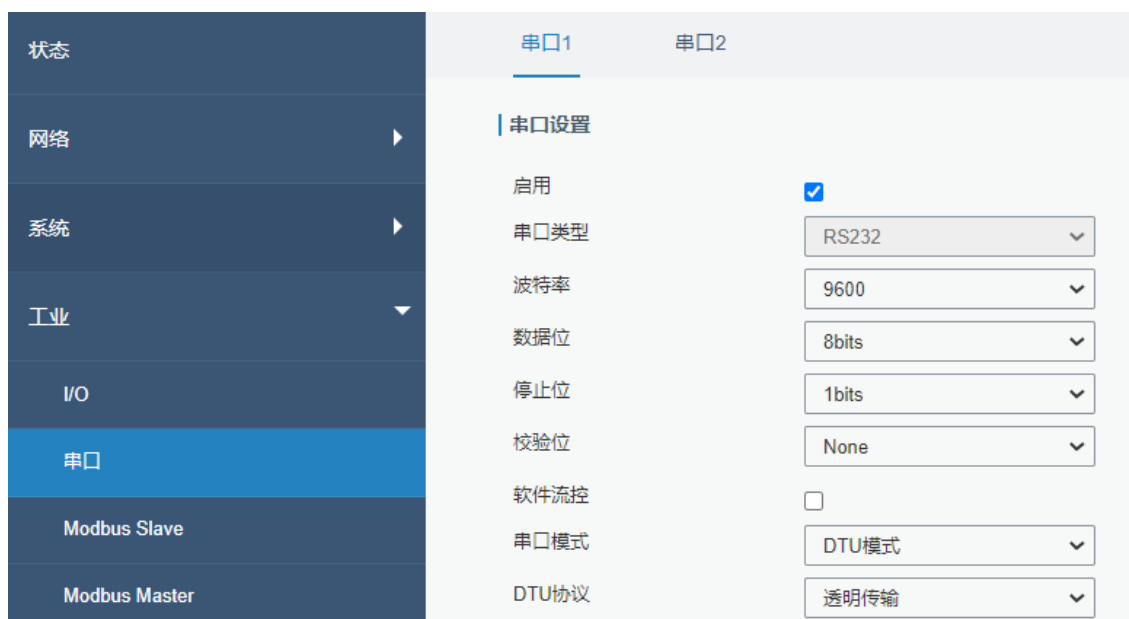 状态
网络
系统
工业
I/O
串口
Modbus Slave
Modbus Master
串口1 串口2
串口设置
启用
串口类型 RS232
波特率 9600
数据位 8bits
停止位 1bits
校验位 None
软件流控
串口模式 DTU模式
DTU协议 透明传输